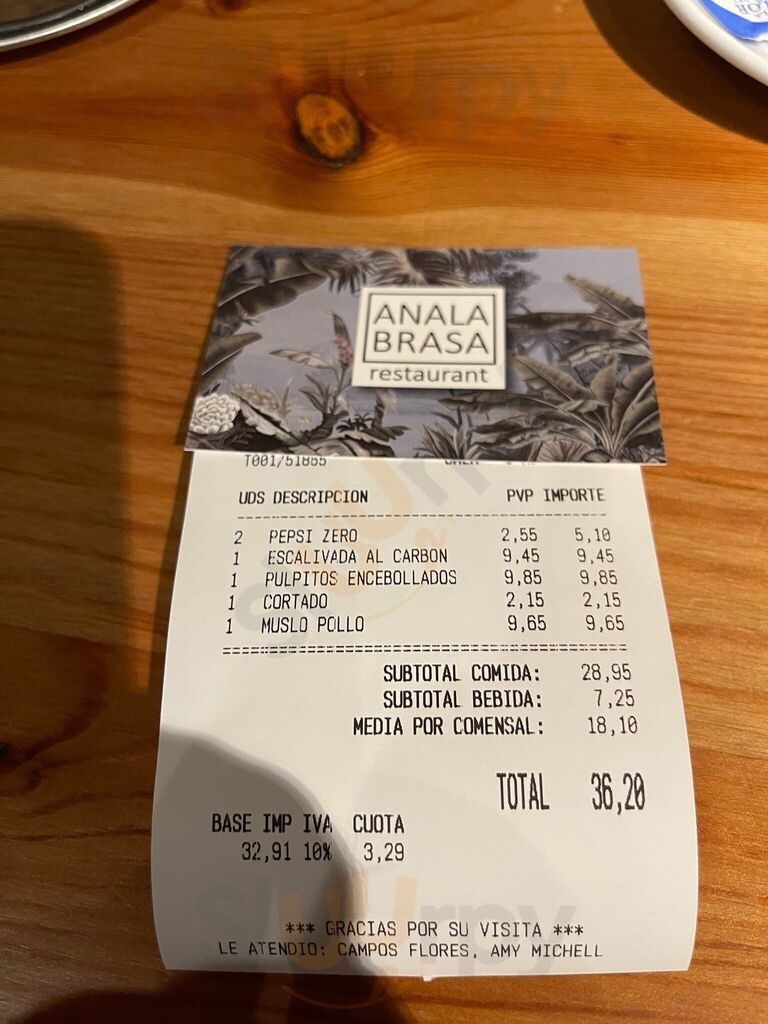 ANALA
BRASA
restaurant
T001/51865
UDS DESCRIPCION PVP IMPORTE
2 PEPSI ZERO 2,55 5,10
1 ESCALIVADA AL CARBON 9,45 9,45
1 PULPITOS ENCEBOLLADOS 9,85 9,85
1 CORTADO 2,15 2,15
1 MUSLO POLLO 9,65 9,65
SUBTOTAL COMIDA: 28,95
SUBTOTAL BEBIDA: 7,25
MEDIA POR COMENSAL: 18,10
TOTAL 36,20
BASE IMP IVA CUOTA
32,91 10% 3,29
*** GRACIAS POR SU VISITA ***
LE ATENDIO: CAMPOS FLORES, AMY MICHELL
sluurpy
sluurpy